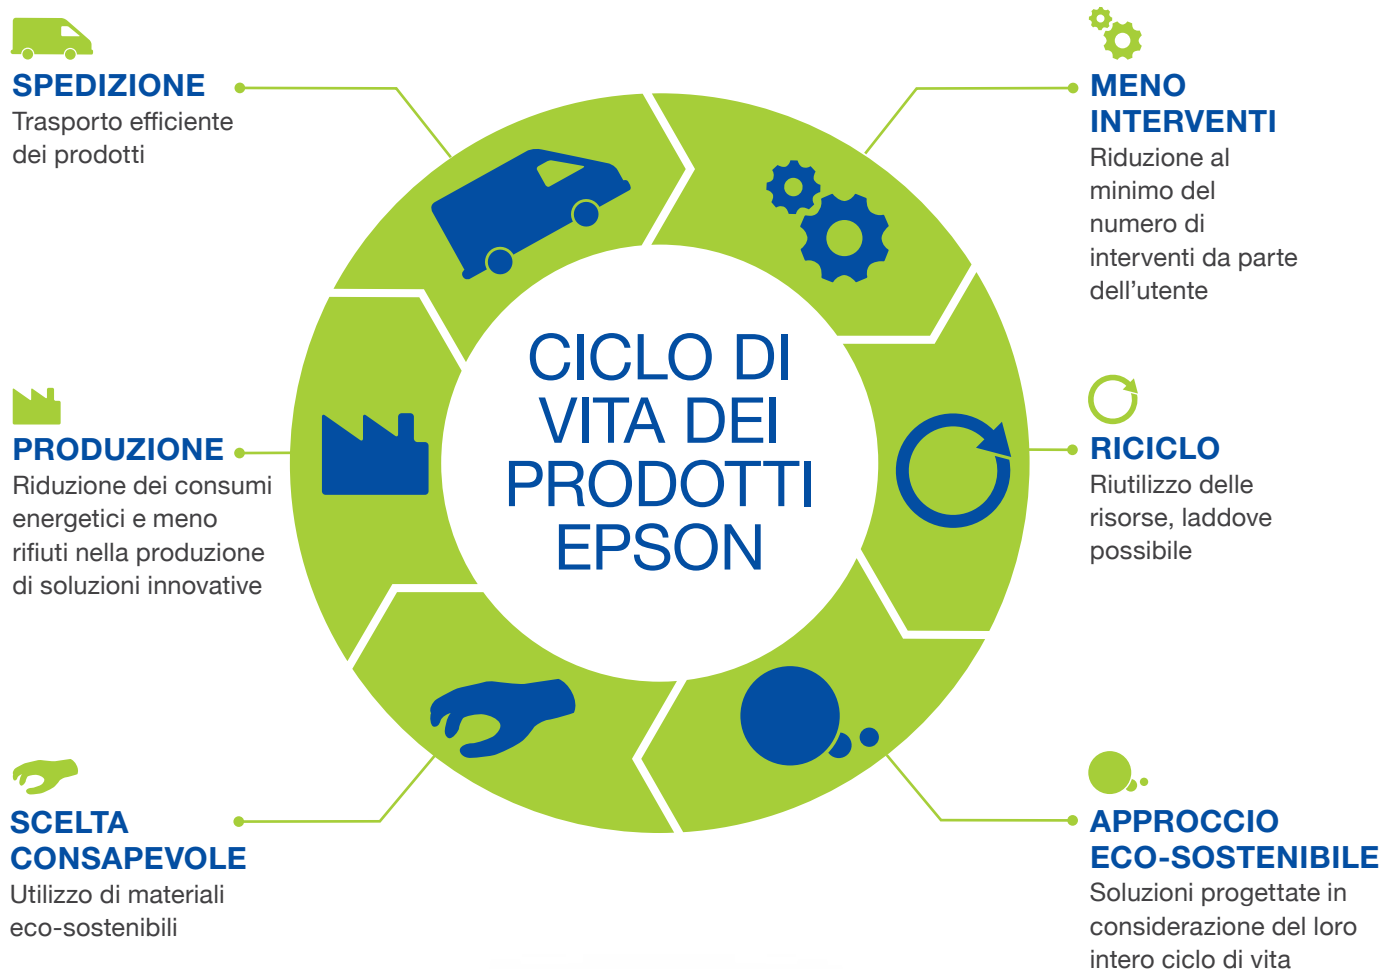 SPEDIZIONE
Trasporto efficiente
dei prodotti
MENO
INTERVENTI
Riduzione al
minimo del
numero di
interventi da parte
dell’utente
CICLO DI
VITA DEI
PRODOTTI
EPSON
PRODUZIONE
Riduzione dei consumi
energetici e meno
rifiuti nella produzione
di soluzioni innovative
RICICLO
Riutilizzo delle
risorse, laddove
possibile
SCELTA
CONSAPEVOLE
Utilizzo di materiali
eco-sostenibili
APPROCCIO
ECO-SOSTENIBILE
Soluzioni progettate in
considerazione del loro
intero ciclo di vita